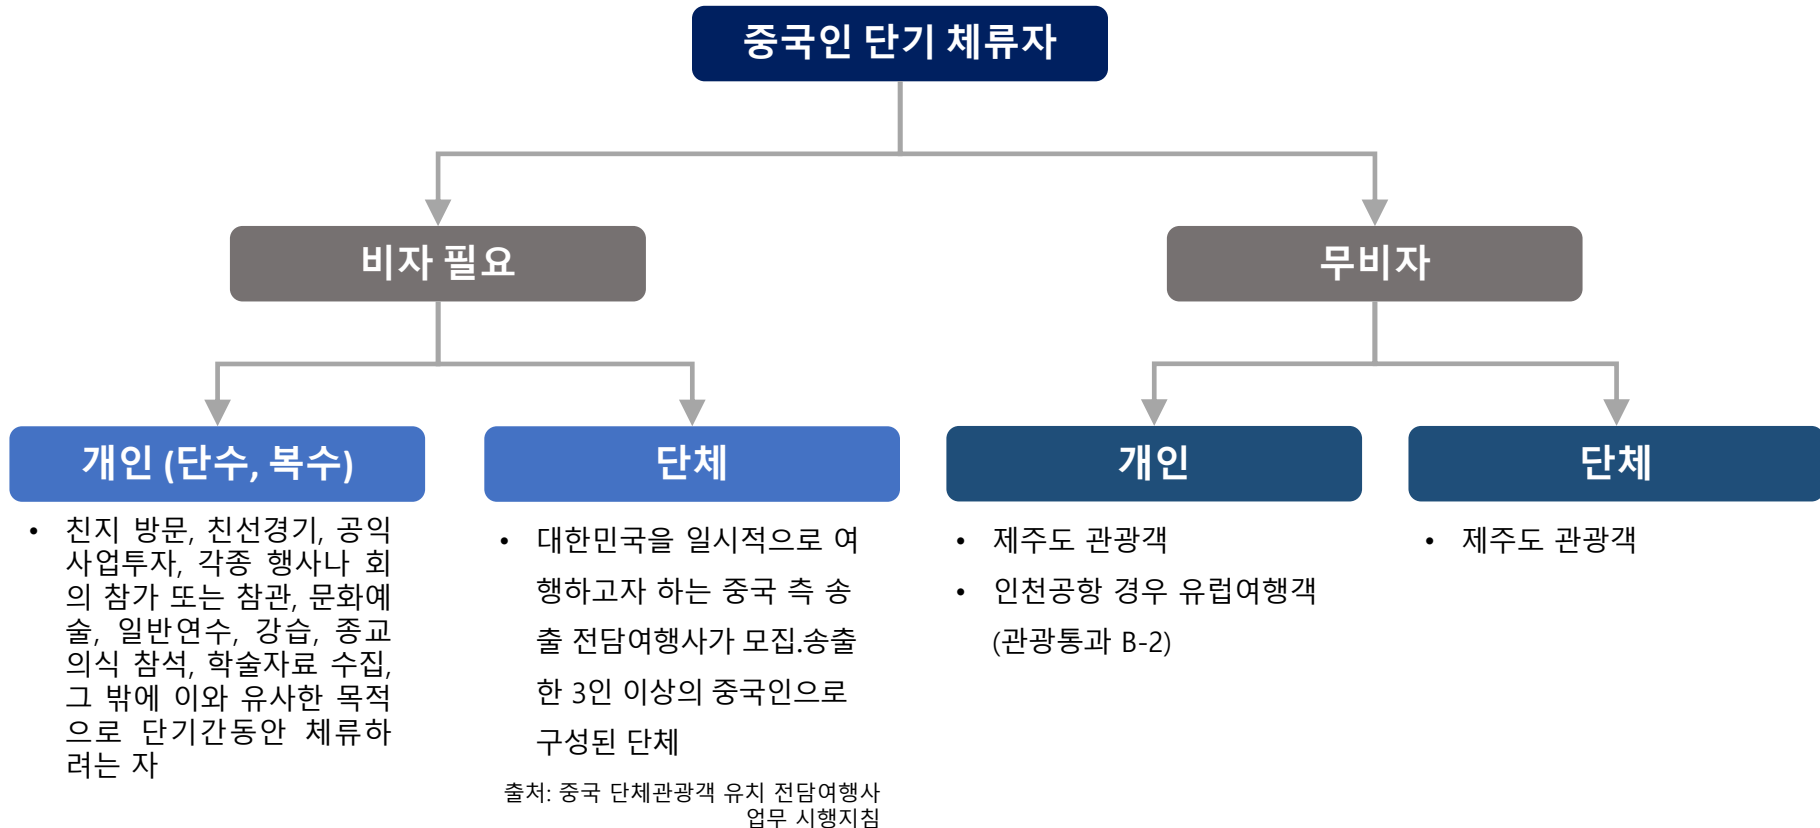 중국인 단기 체류자
비자 필요
무비자
개인 (단수, 복수)
단체
개인
단체
• 친지 방문, 친선경기, 공익
사업투자, 각종 행사나 회
의 참가 또는 참관, 문화예
술, 일반연수, 강습, 종교
의식 참석, 학술자료 수집,
그 밖에 이와 유사한 목적
으로 단기간동안 체류하
려는 자
• 대한민국을 일시적으로 여
행하고자 하는 중국 측 송
출 전담여행사가 모집.송출
한 3인 이상의 중국인으로
구성된 단체
출처: 중국 단체관광객 유치 전담여행사
업무 시행지침
• 제주도 관광객
• 인천공항 경우 유럽여행객
(관광통과 B-2)
• 제주도 관광객